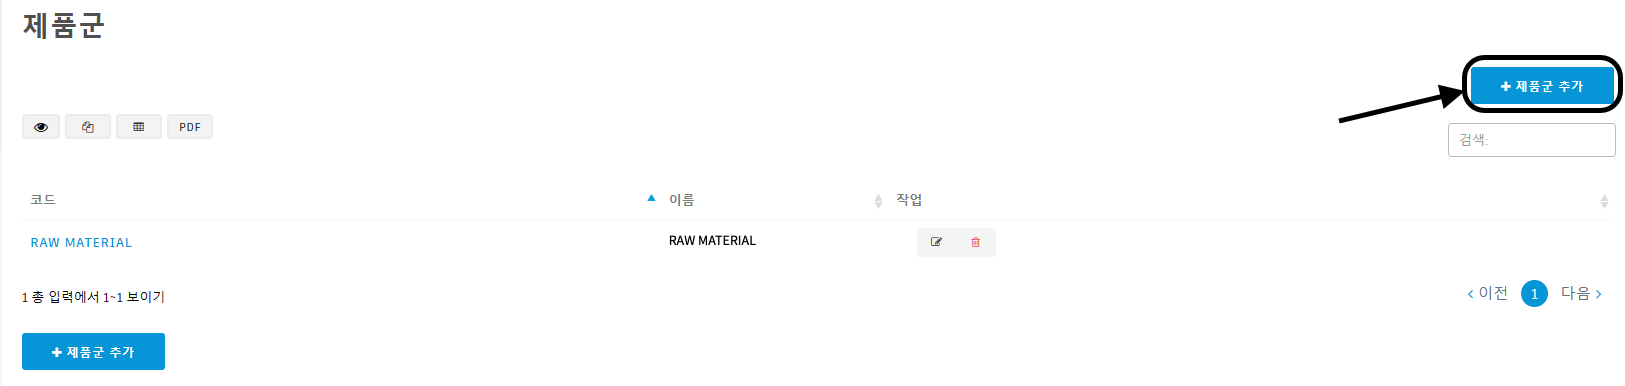 제품군
+ 제품군 추가
PDF
검색:
코드 이름 작업
RAW MATERIAL RAW MATERIAL
1 총 입력에서 1~1 보이기
< 이전 1 다음 >
+ 제품군 추가